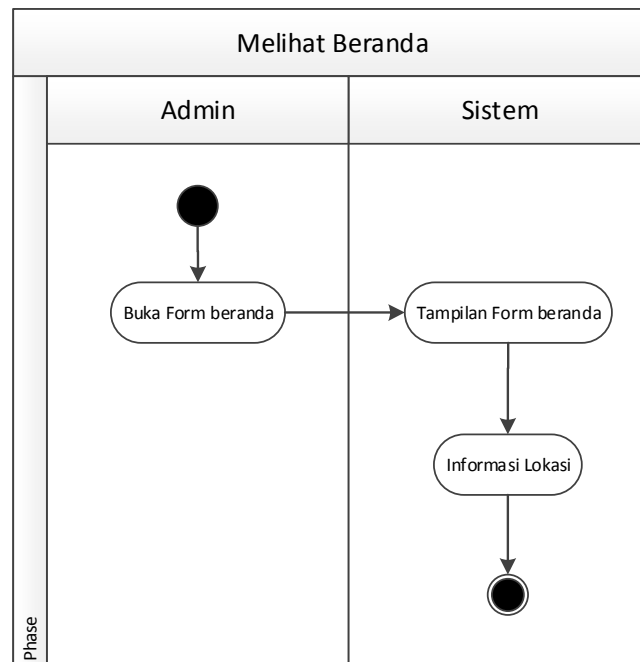 Melihat Beranda
Admin
Sistem
Buka Form beranda
Tampilan Form beranda
Informasi Lokasi
Phase